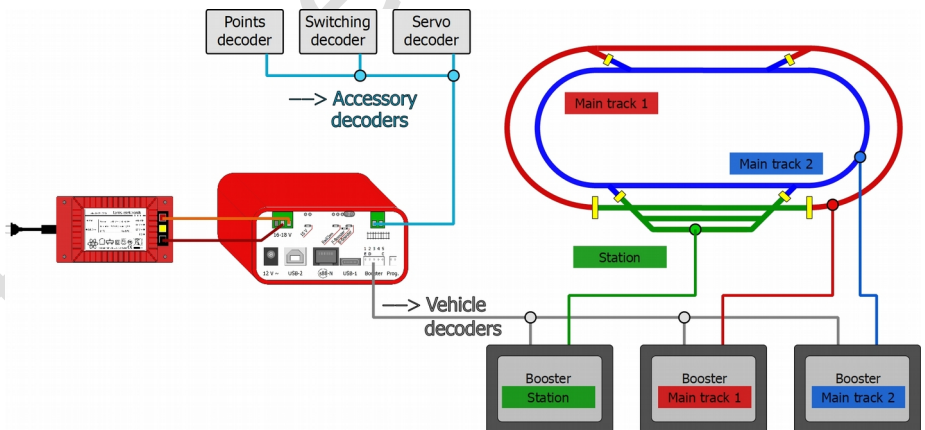 Points
decoder
Switching
decoder
Servo
decoder
Accessory
decoders
Main track 1
Main track 2
Station
16-18 V
1 2 3 4 5
12 V ~
USB-2
s88-N
USB-1
Booster
Prog.
Vehicle
decoders
Booster
Station
Booster
Main track 1
Booster
Main track 2